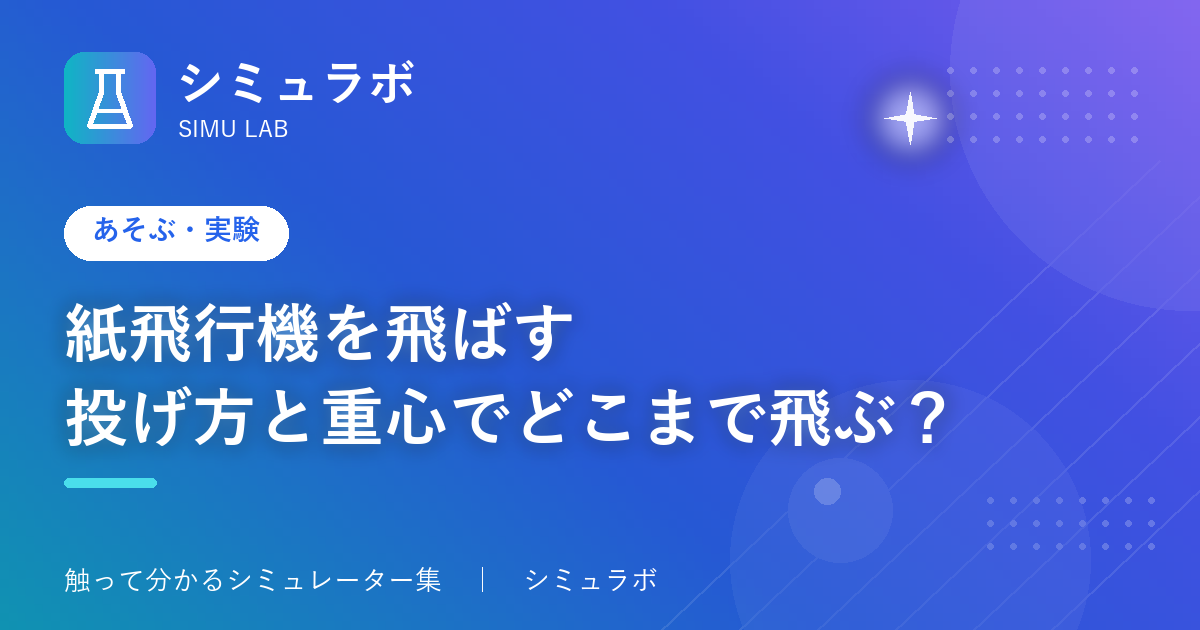 シミュラボ
SIMU LAB
あそぶ・実験
紙飛行機を飛ばす
投げ方と重心でどこまで飛ぶ？
触って分かるシミュレーター集 ｜ シミュラボ